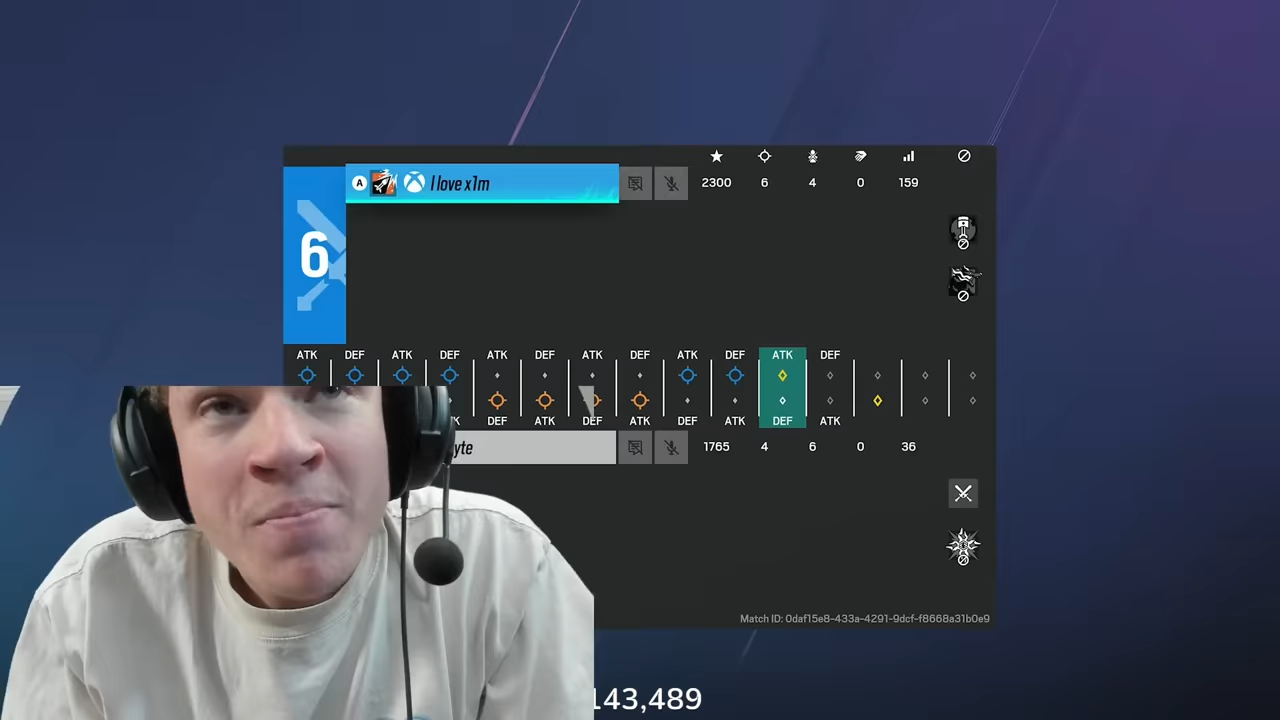 A I love x1m 2300 6 4 0 159
6
ATK DEF ATK DEF ATK DEF ATK DEF ATK DEF ATK DEF
DEF ATK DEF ATK DEF ATK DEF ATK
yte 1765 4 6 0 36
Match ID: 0daf15e8-433a-4291-9dcf-f8668a31b0e9
143,489